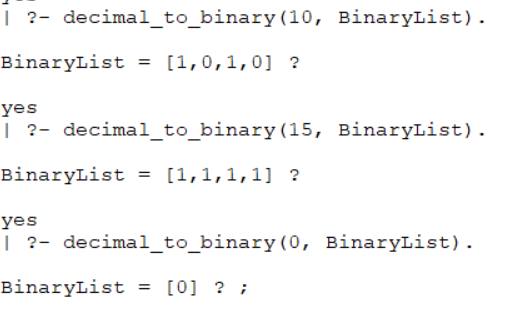 | ?- decimal_to_binary(10, BinaryList).
BinaryList = [1,0,1,0] ?
yes
| ?- decimal_to_binary(15, BinaryList).
BinaryList = [1,1,1,1] ?
yes
| ?- decimal_to_binary(0, BinaryList).
BinaryList = [0] ? ;